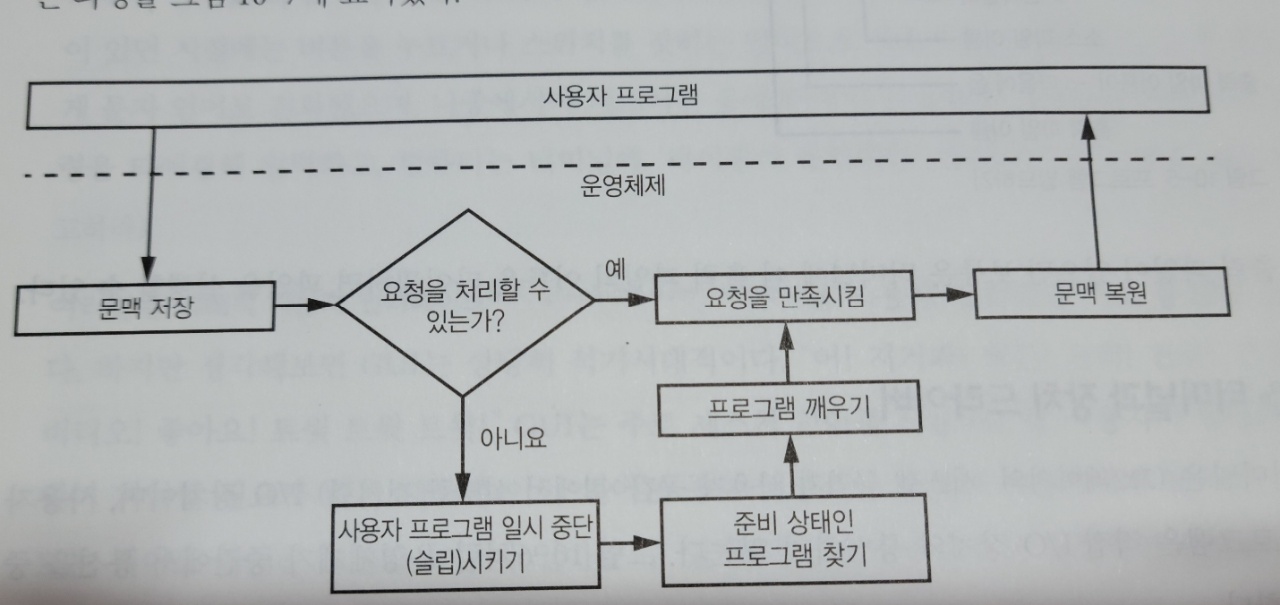 사용자 프로그램
운영체제
문맥 저장
요청을 처리할 수
있는가?
예
요청을 만족시킴
문맥 복원
프로그램 깨우기
아니요
사용자 프로그램 일시 중단
(슬립)시키기
준비 상태인
프로그램 찾기